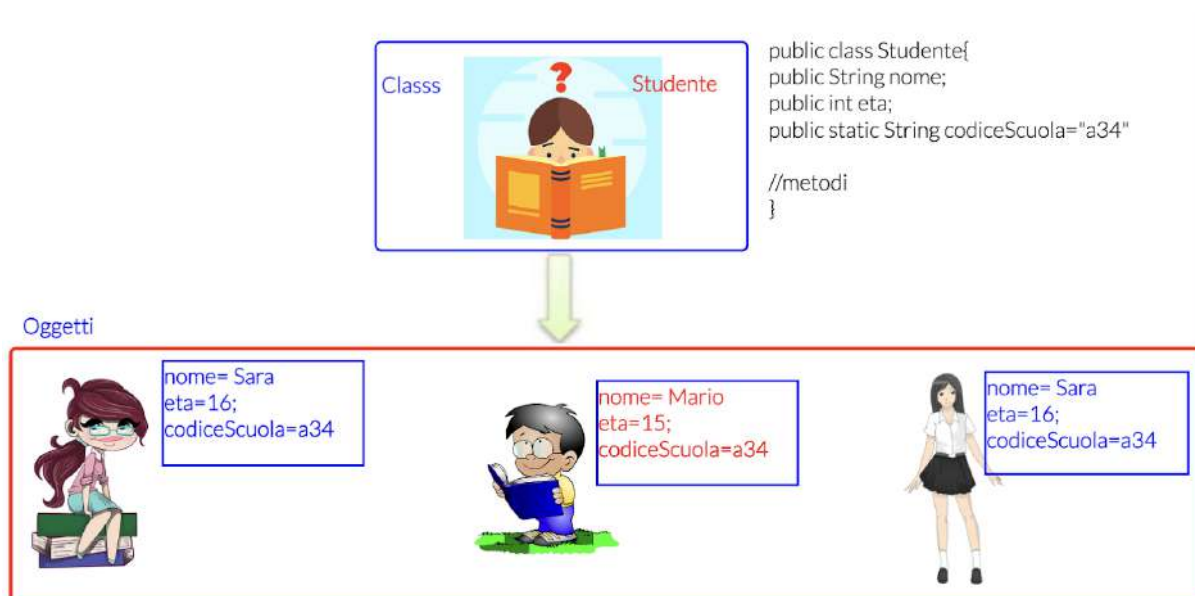 Classs
?
Studente
public class Studente{
public String nome;
public int eta;
public static String codiceScuola="a34"
//metodi
}
Oggetti
nome= Sara
eta=16;
codiceScuola=a34
nome= Mario
eta=15;
codiceScuola=a34
nome= Sara
eta=16;
codiceScuola=a34